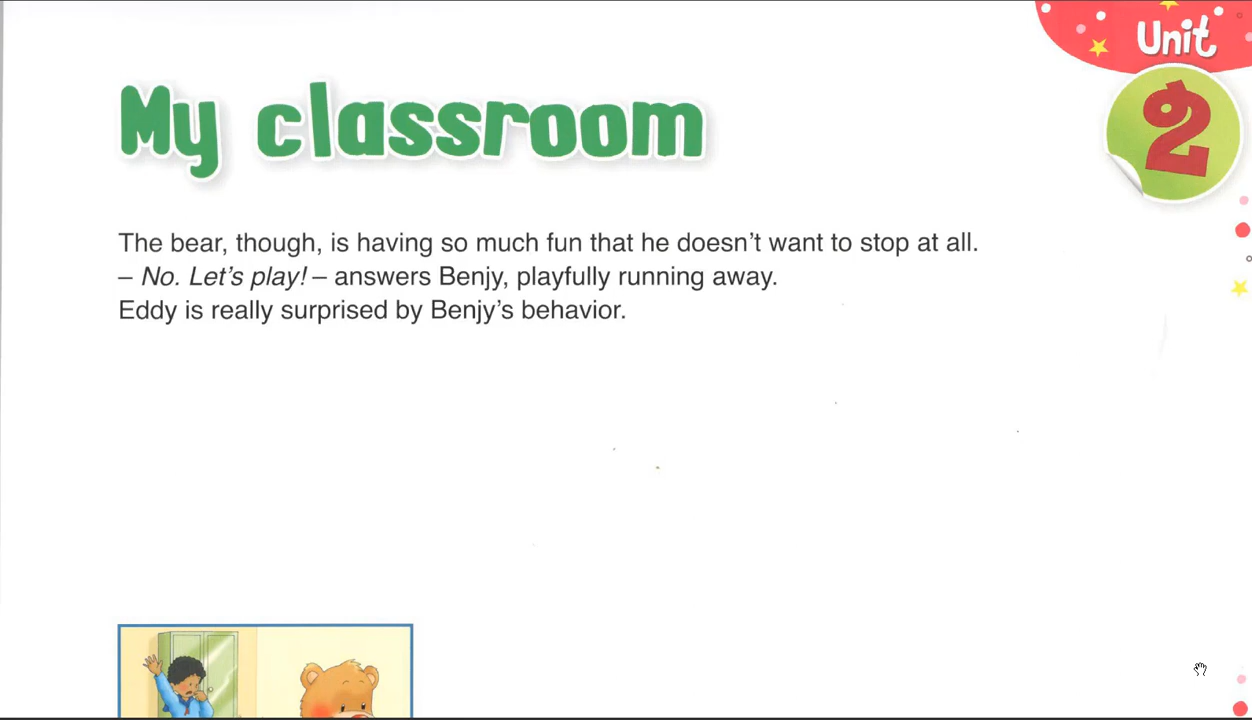 Unit
2
My classroom
The bear, though, is having so much fun that he doesn't want to stop at all.
– No. Let's play! – answers Benjy, playfully running away.
Eddy is really surprised by Benjy's behavior.